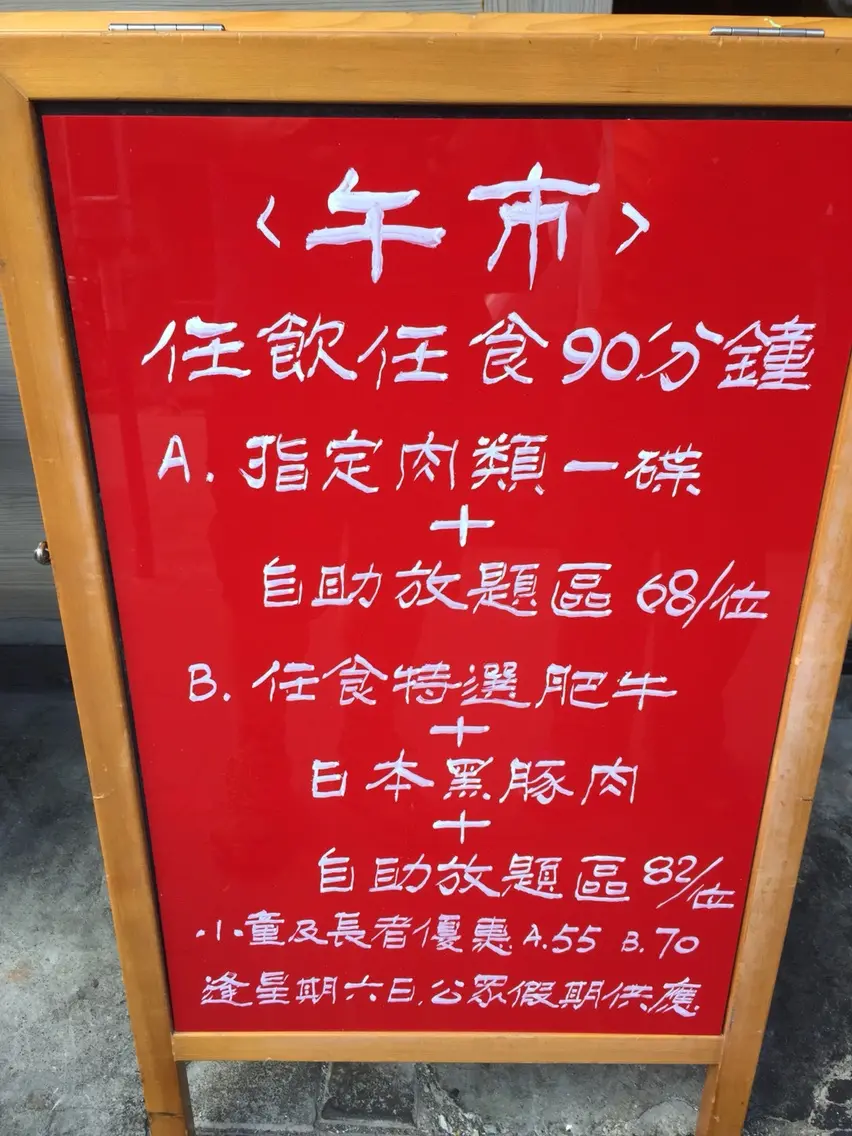 〈午市〉
任飲任食90分鐘
A. 指定肉類一碟
+
自助放題區 68/位
B. 任食特選肥牛
+
日本黑豚肉
+
自助放題區 82/位
小童及長者優惠 A.55 B.70
逢星期六日,公眾假期供應